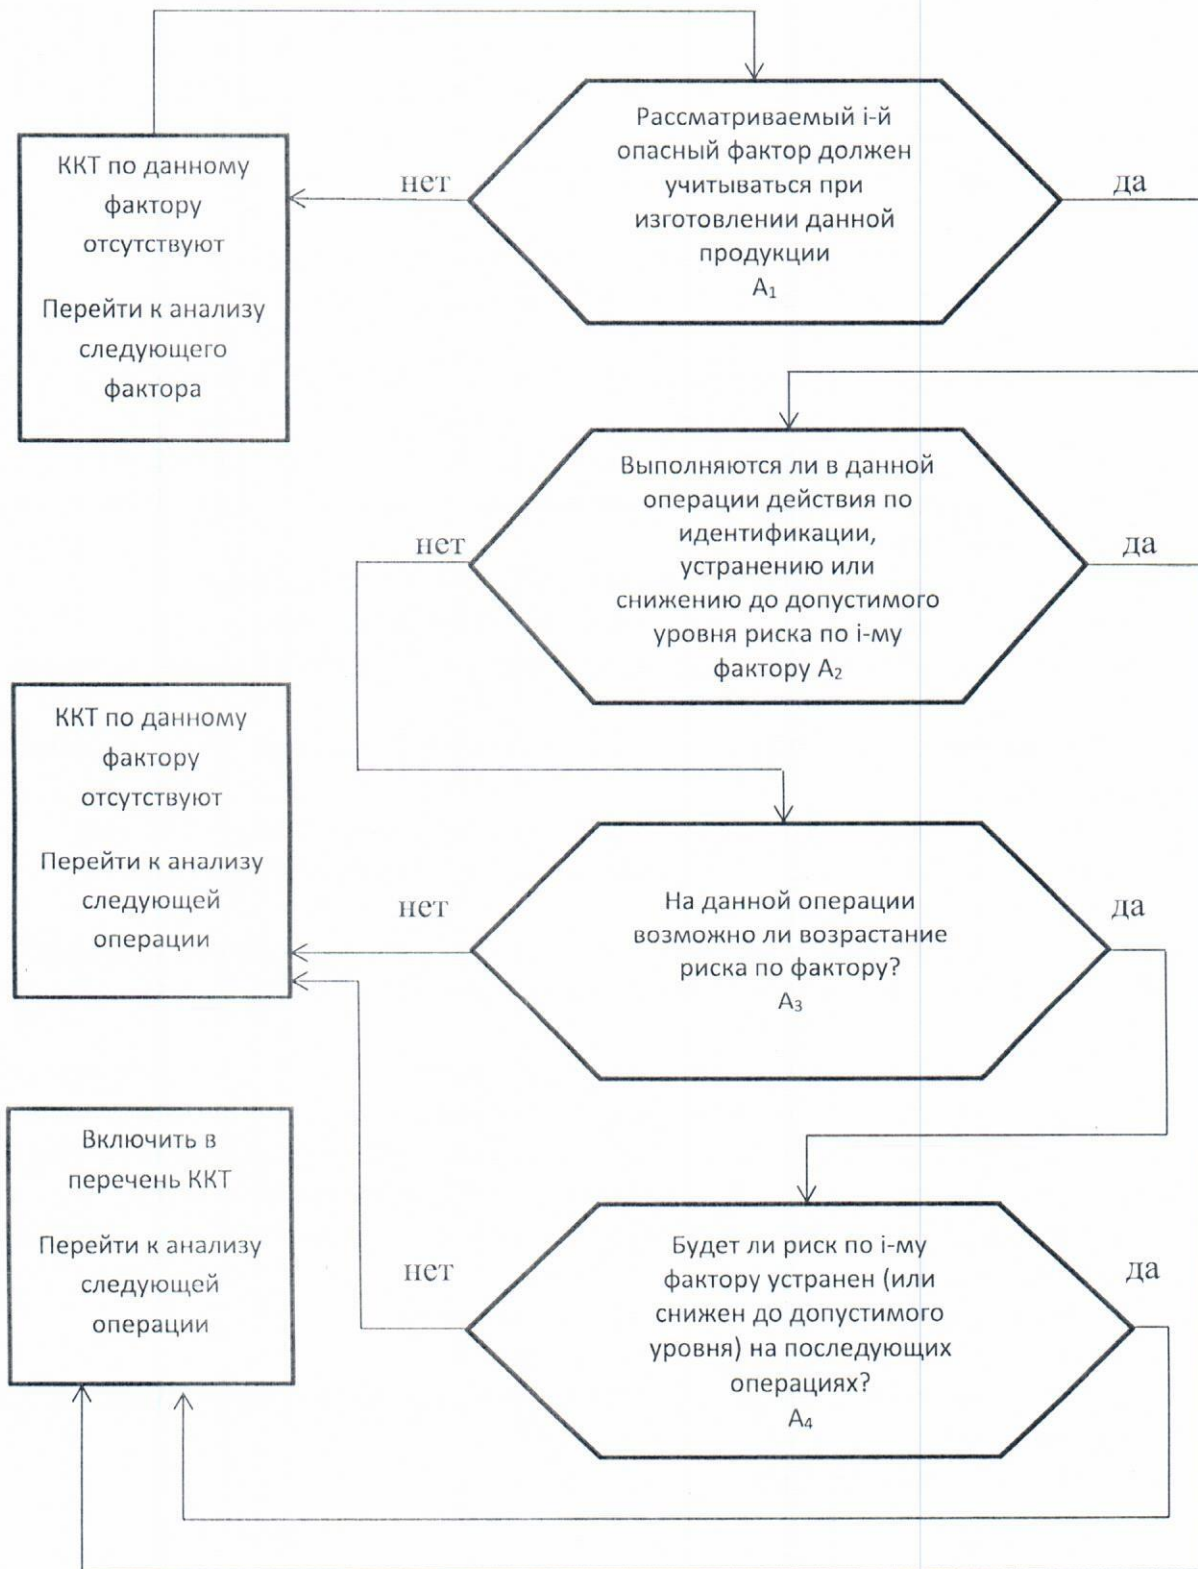 Рассматриваемый i-й
опасный фактор должен
учитываться при
изготовлении данной
продукции
А₁
нет
да
ККТ по данному
фактору
отсутствуют
Перейти к анализу
следующего
фактора
Выполняются ли в данной
операции действия по
идентификации,
устранению или
снижению до допустимого
уровня риска по i-му
фактору А₂
нет
да
ККТ по данному
фактору
отсутствуют
Перейти к анализу
следующей
операции
На данной операции
возможно ли возрастание
риска по фактору?
А₃
нет
да
Включить в
перечень ККТ
Перейти к анализу
следующей
операции
Будет ли риск по i-му
фактору устранен (или
снижен до допустимого
уровня) на последующих
операциях?
А₄
нет
да